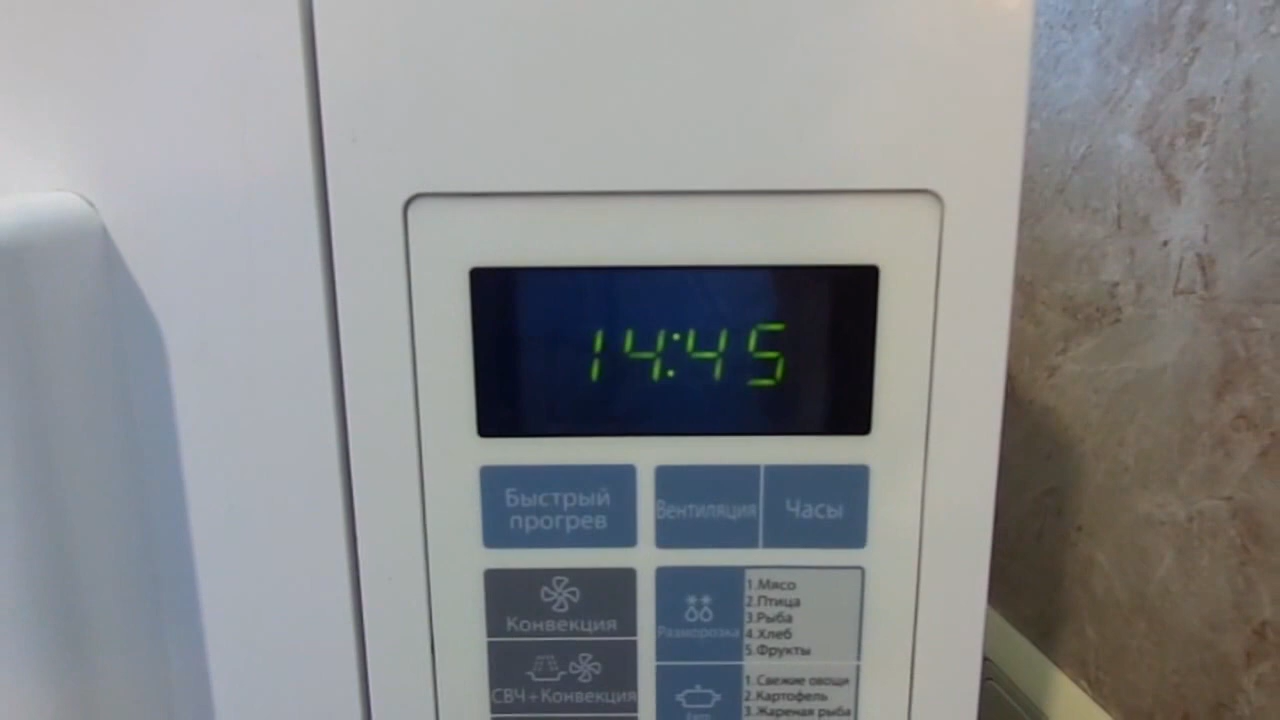 14:45
Быстрый
прогрев
Вентиляция
Часы
Конвекция
СВЧ+Конвекция
Разморозка
1.Мясо
2.Птица
3.Рыба
4.Хлеб
5.Фрукты
1.Свежие овощи
2.Картофель
3.Жареная рыба